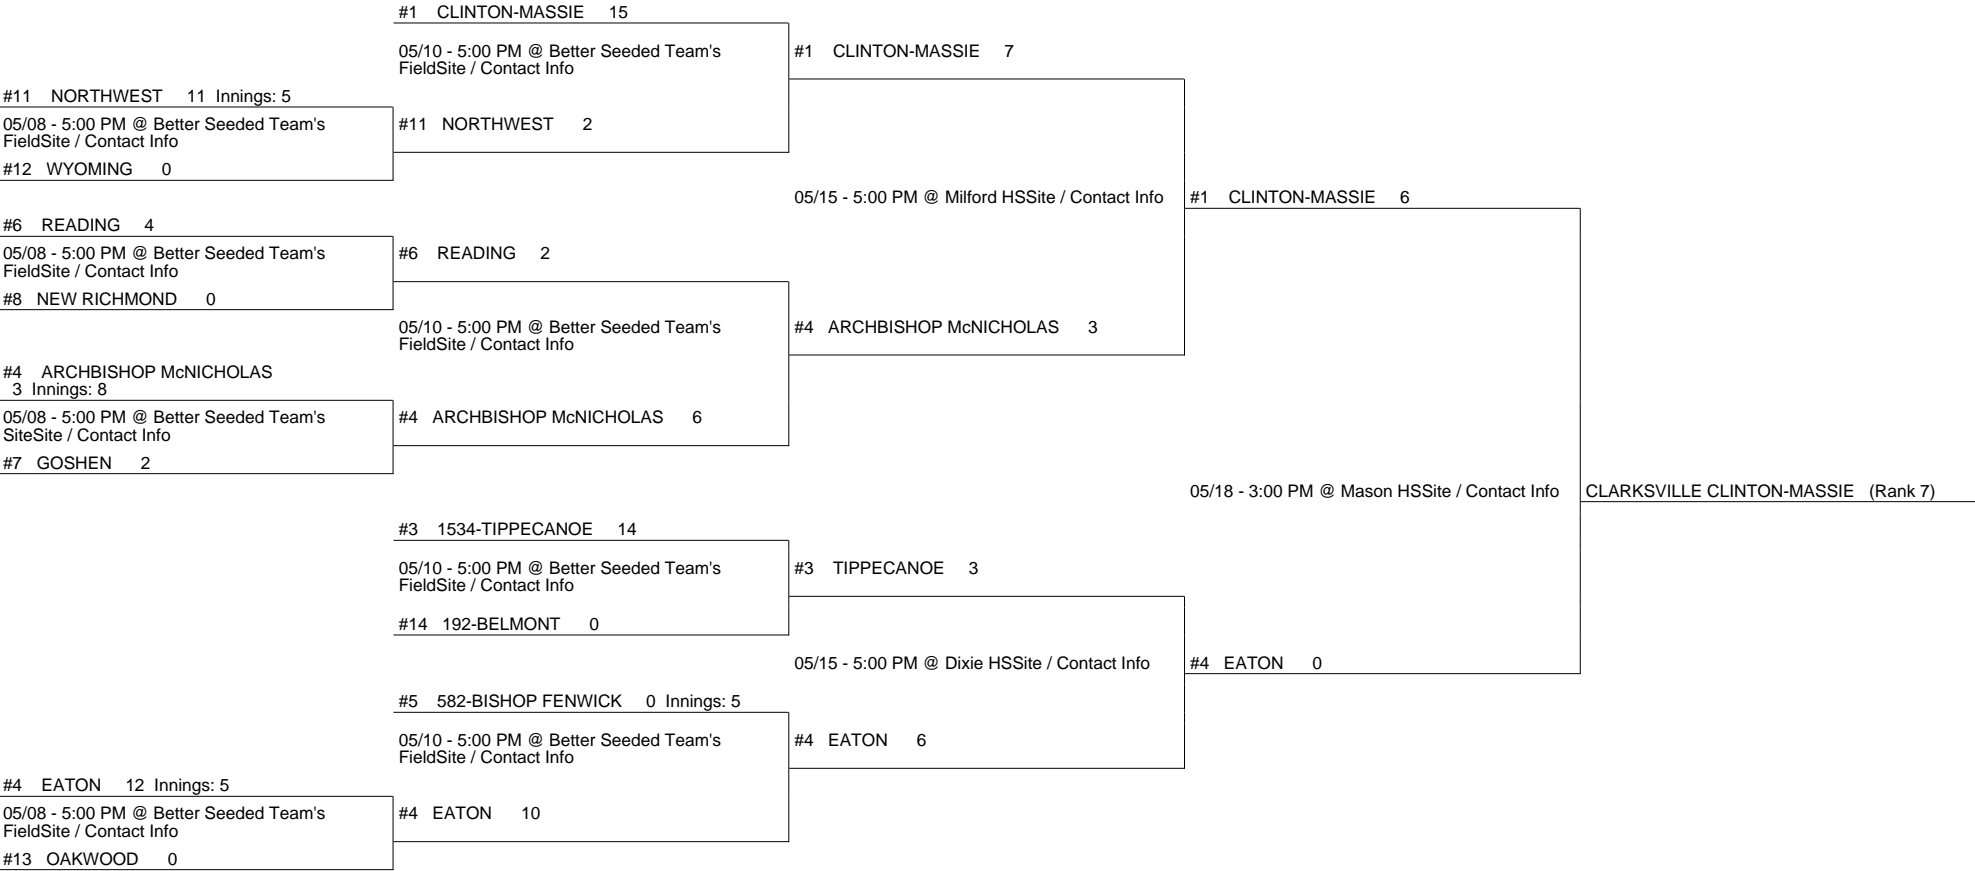 #1 CLINTON-MASSIE 15
05/10 - 5:00 PM @ Better Seeded Team's
FieldSite / Contact Info
#1 CLINTON-MASSIE 7
#11 NORTHWEST 11 Innings: 5
05/08 - 5:00 PM @ Better Seeded Team's
FieldSite / Contact Info
#12 WYOMING 0
#11 NORTHWEST 2
05/15 - 5:00 PM @ Milford HSSite / Contact Info
#1 CLINTON-MASSIE 6
#6 READING 4
05/08 - 5:00 PM @ Better Seeded Team's
FieldSite / Contact Info
#8 NEW RICHMOND 0
#6 READING 2
05/10 - 5:00 PM @ Better Seeded Team's
FieldSite / Contact Info
#4 ARCHBISHOP McNICHOLAS 3
#4 ARCHBISHOP McNICHOLAS
3 Innings: 8
05/08 - 5:00 PM @ Better Seeded Team's
SiteSite / Contact Info
#7 GOSHEN 2
#4 ARCHBISHOP McNICHOLAS 6
05/18 - 3:00 PM @ Mason HSSite / Contact Info
CLARKSVILLE CLINTON-MASSIE (Rank 7)
#3 1534-TIPPECANOE 14
05/10 - 5:00 PM @ Better Seeded Team's
FieldSite / Contact Info
#14 192-BELMONT 0
#3 TIPPECANOE 3
05/15 - 5:00 PM @ Dixie HSSite / Contact Info
#4 EATON 0
#5 582-BISHOP FENWICK 0 Innings: 5
05/10 - 5:00 PM @ Better Seeded Team's
FieldSite / Contact Info
#4 EATON 6
#4 EATON 12 Innings: 5
05/08 - 5:00 PM @ Better Seeded Team's
FieldSite / Contact Info
#13 OAKWOOD 0
#4 EATON 10